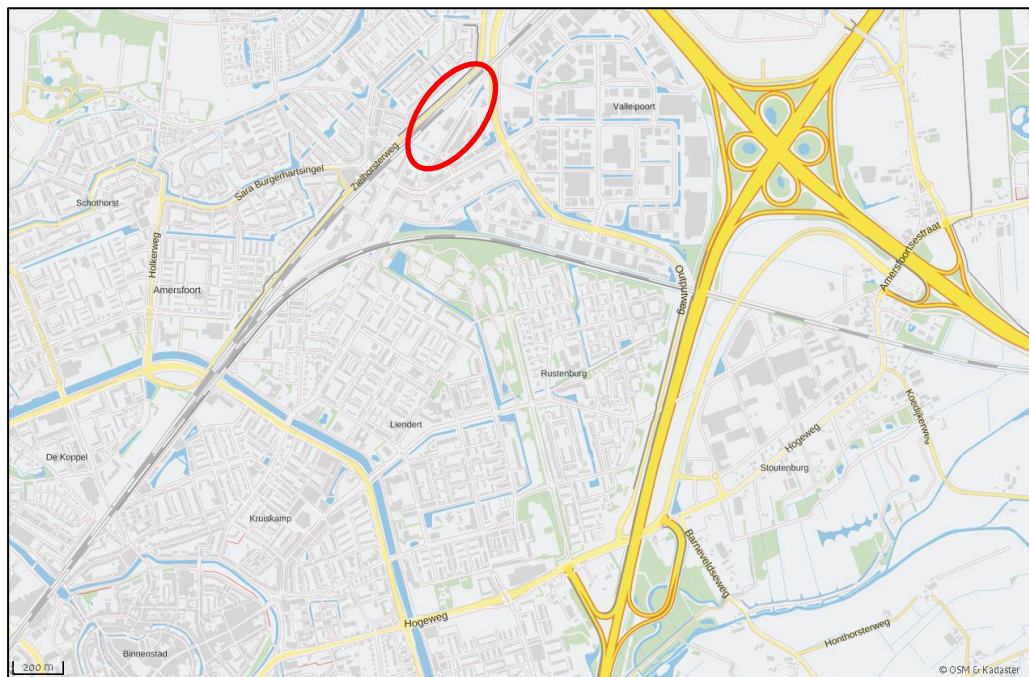 Valleipoort
Zielhorsterweg
Sara Burgerhartsingel
Schothorst
Holkerweg
Amersfoortsestraat
Amersfoort
Outputweg
Rustenburg
Koedijkerweg
Liendert
Hogeweg
De Koppel
Stoutenburg
Kruiskamp
Barneveldseweg
Hogeweg
Honthorsterweg
Binnenstad
200 m
© OSM & Kadaster